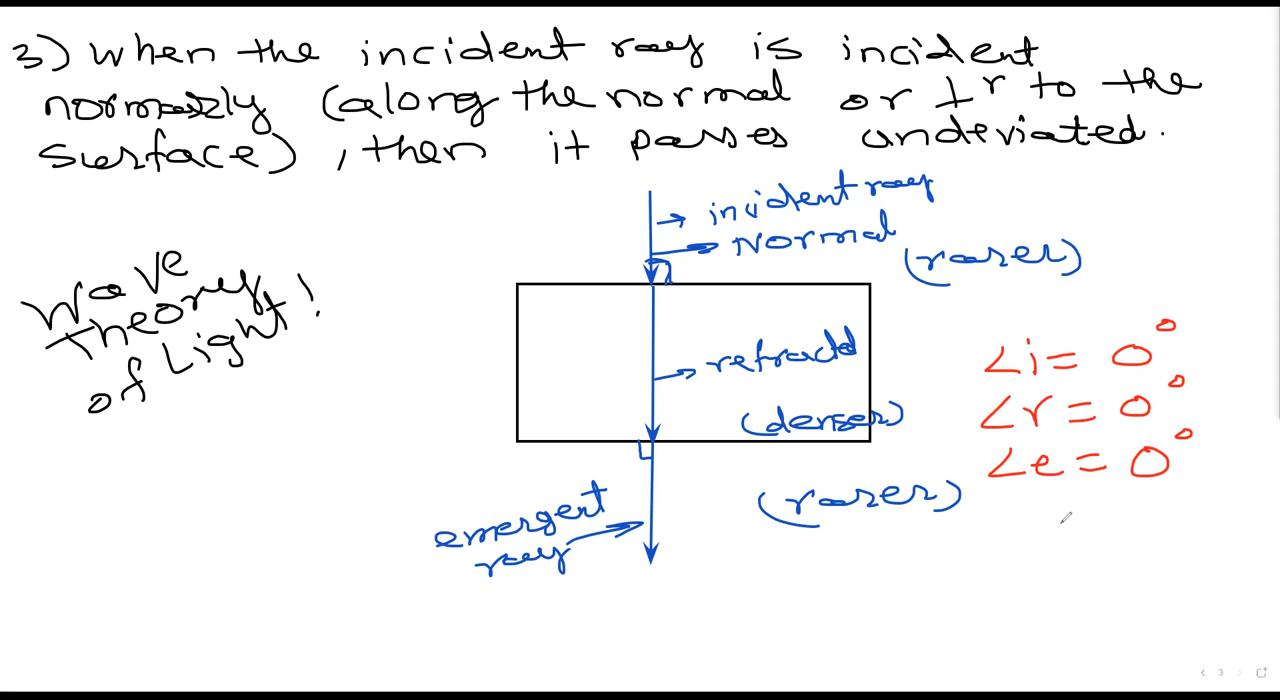 3) When the incident ray is incident
normally (along the normal or ⊥r to the
surface), then it passes undeviated.
→ incident ray
→ Normal
(rarer)
Wave
theory
of Light!
→ refracted
(denser)
∠i = 0°
∠r = 0°
∠e = 0°
(rarer)
emergent
ray
3